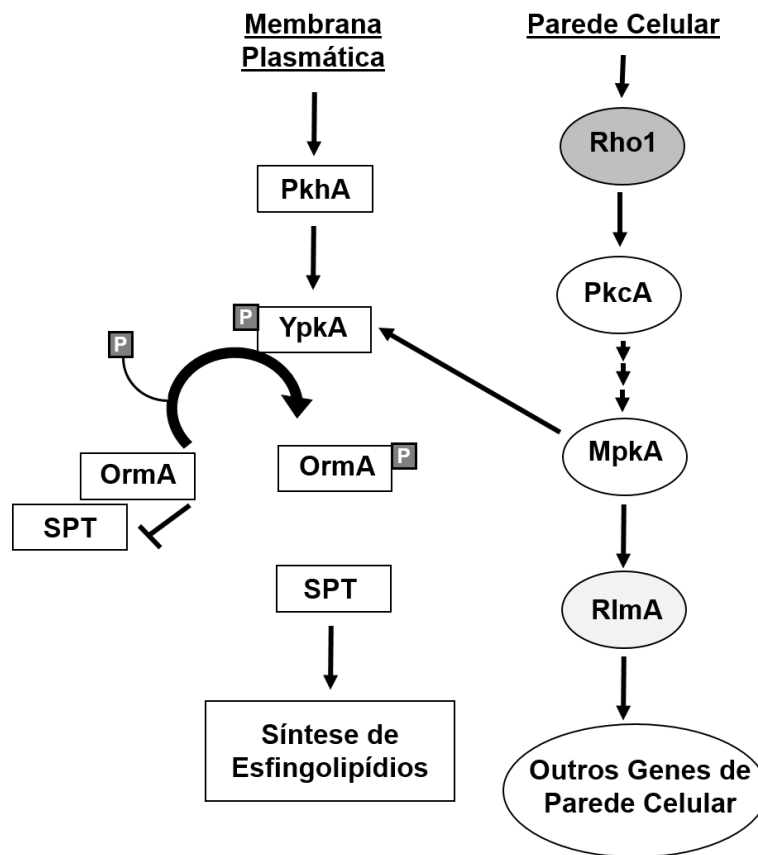 Membrana
Plasmática
Parede Celular
Rho1
PkhA
PkcA
P
YpkA
P
MpkA
OrmA
OrmA
P
SPT
SPT
RlmA
Síntese de
Esfingolipídios
Outros Genes de
Parede Celular